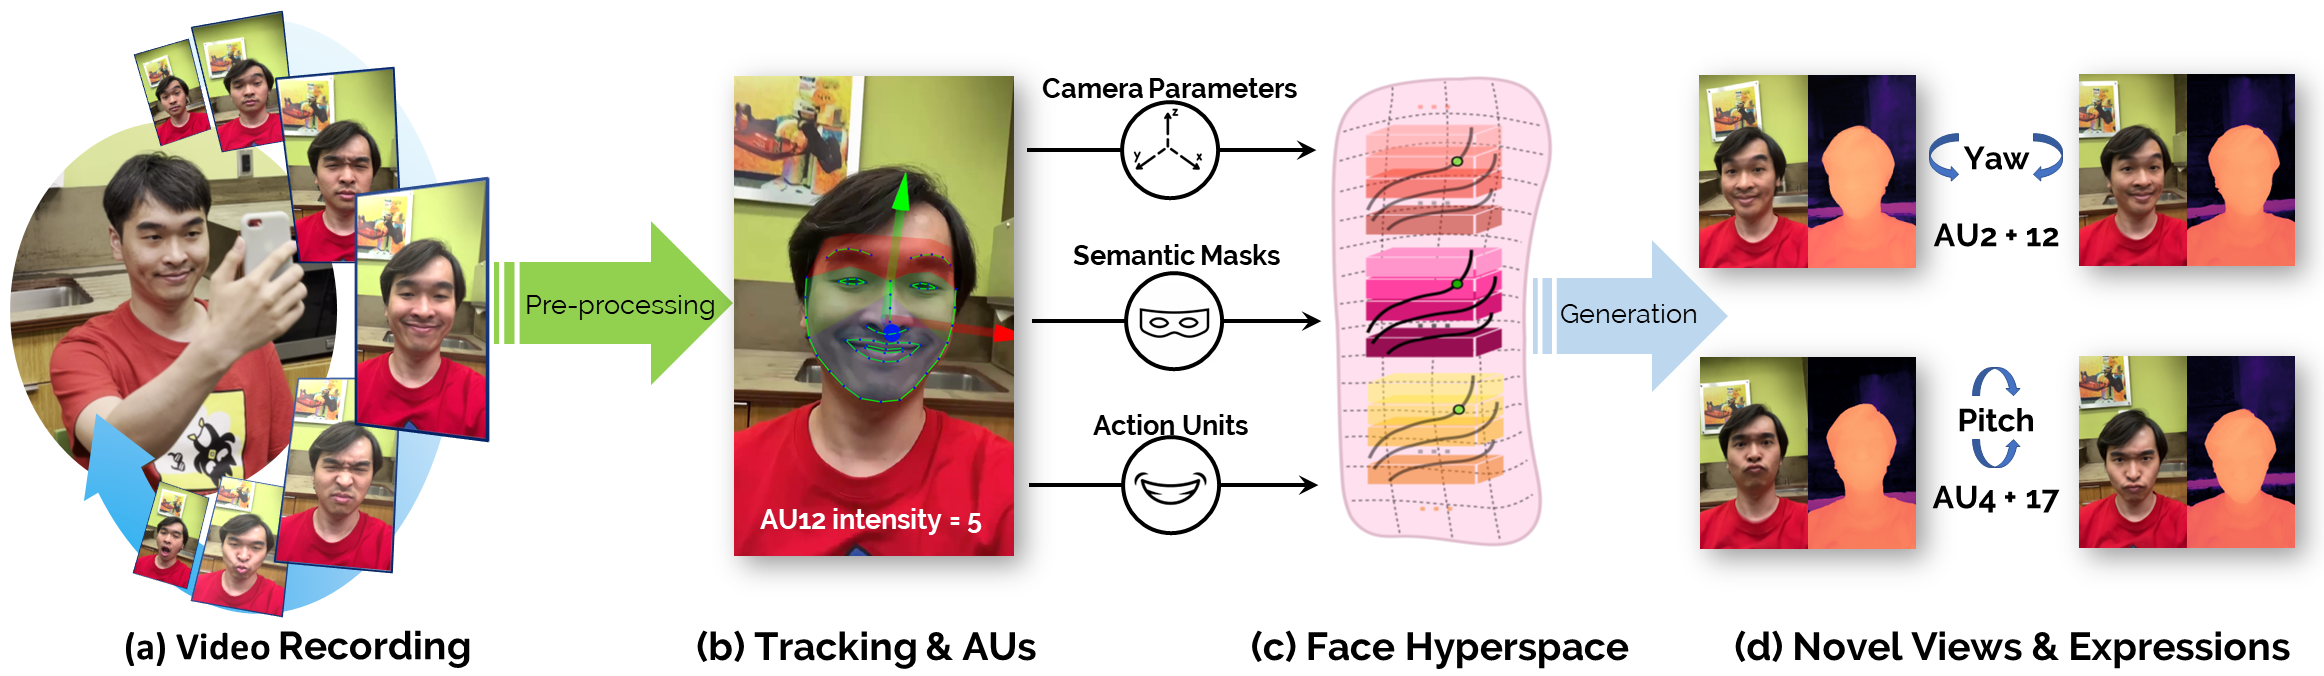 Pre-processing
AU12 intensity = 5
Camera Parameters
z
y
x
Semantic Masks
Action Units
Generation
Yaw
AU2 + 12
Pitch
AU4 + 17
(a) Video Recording
(b) Tracking & AUs
(c) Face Hyperspace
(d) Novel Views & Expressions